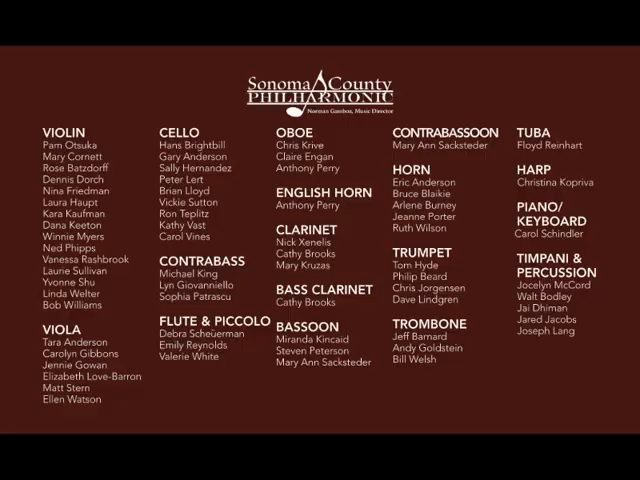 Sonoma County
PHILHARMONIC
Norman Gamboa, Music Director
VIOLIN
Pam Otsuka
Mary Cornett
Rose Batzdorff
Dennis Dorch
Nina Friedman
Laura Haupt
Kara Kaufman
Dana Keeton
Winnie Myers
Ned Phipps
Vanessa Rashbrook
Laurie Sullivan
Yvonne Shu
Linda Welter
Bob Williams
VIOLA
Tara Anderson
Carolyn Gibbons
Jennie Gowan
Elizabeth Love-Barron
Matt Stern
Ellen Watson
CELLO
Hans Brightbill
Gary Anderson
Sally Hernandez
Peter Lert
Brian Lloyd
Vickie Sutton
Ron Teplitz
Kathy Vast
Carol Vines
CONTRABASS
Michael King
Lyn Giovanniello
Sophia Patrascu
FLUTE & PICCOLO
Debra Scheüerman
Emily Reynolds
Valerie White
OBOE
Chris Krive
Claire Engan
Anthony Perry
ENGLISH HORN
Anthony Perry
CLARINET
Nick Xenelis
Cathy Brooks
Mary Kruzas
BASS CLARINET
Cathy Brooks
BASSOON
Miranda Kincaid
Steven Peterson
Mary Ann Sacksteder
CONTRABASSOON
Mary Ann Sacksteder
HORN
Eric Anderson
Bruce Blaikie
Arlene Burney
Jeanne Porter
Ruth Wilson
TRUMPET
Tom Hyde
Philip Beard
Chris Jorgensen
Dave Lindgren
TROMBONE
Jeff Barnard
Andy Goldstein
Bill Welsh
TUBA
Floyd Reinhart
HARP
Christina Kopriva
PIANO/
KEYBOARD
Carol Schindler
TIMPANI &
PERCUSSION
Jocelyn McCord
Walt Bodley
Jai Dhiman
Jared Jacobs
Joseph Lang